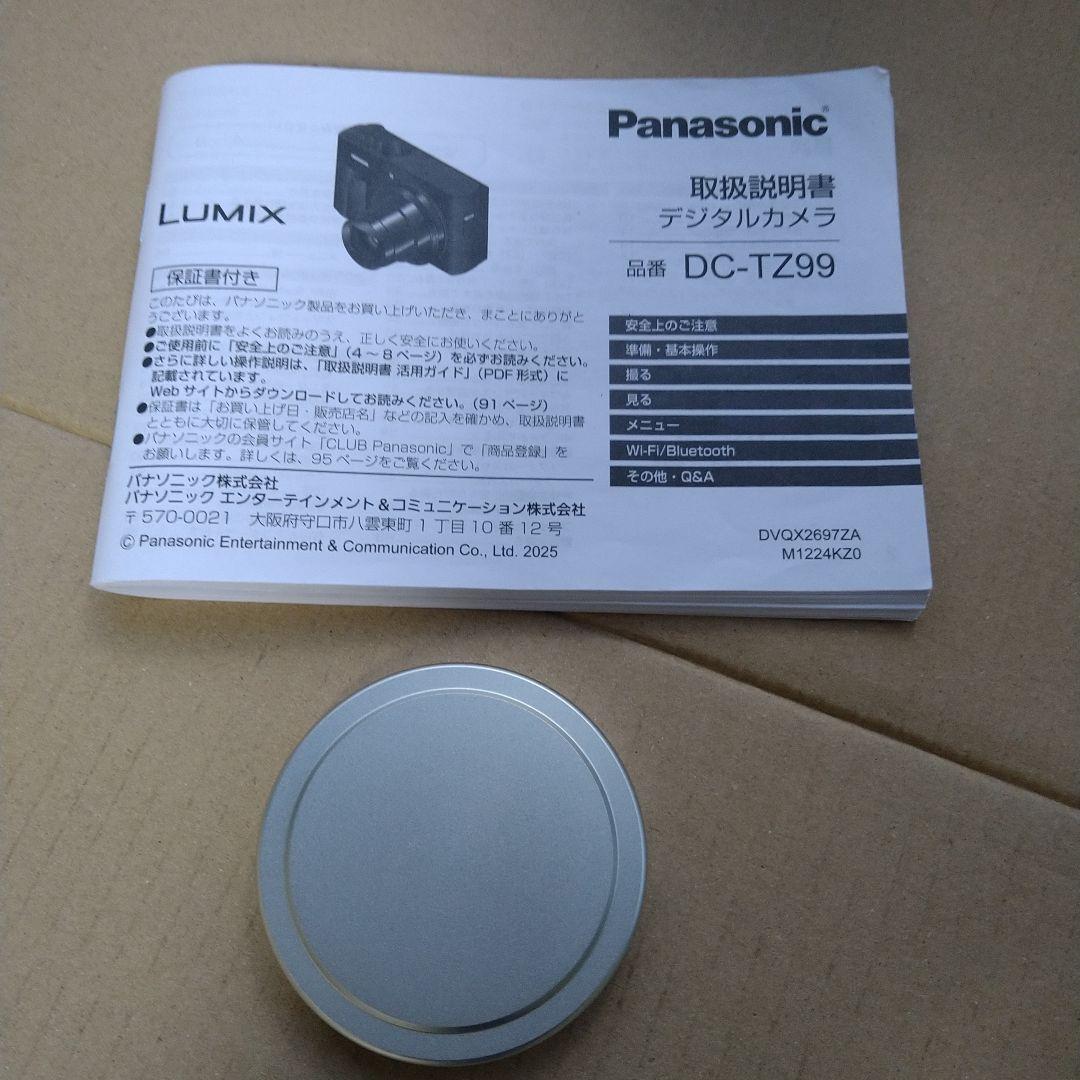 Panasonic®
取扱説明書
デジタルカメラ
品番 DC-TZ99
LUMIX
保証書付き
このたびは、パナソニック製品をお買い上げいただき、まことにありがと
うございます。
●取扱説明書をよくお読みのうえ、正しく安全にお使いください。
●ご使用前に「安全上のご注意」（4～8ページ）を必ずお読みください。
●さらに詳しい操作説明は、「取扱説明書 活用ガイド」（PDF形式）に
記載されています。
Webサイトからダウンロードしてお読みください。（91ページ）
●保証書は「お買い上げ日・販売店名」などの記入を確かめ、取扱説明書
とともに大切に保管してください。
●パナソニックの会員サイト「CLUB Panasonic」で「商品登録」を
お願いします。詳しくは、95ページをご覧ください。
パナソニック株式会社
パナソニック エンターテインメント＆コミュニケーション株式会社
〒570-0021 大阪府守口市八雲東町1丁目10番12号
© Panasonic Entertainment & Communication Co., Ltd. 2025
安全上のご注意
準備・基本操作
撮る
見る
メニュー
Wi-Fi/Bluetooth
その他・Q&A
DVQX2697ZA
M1224KZ0